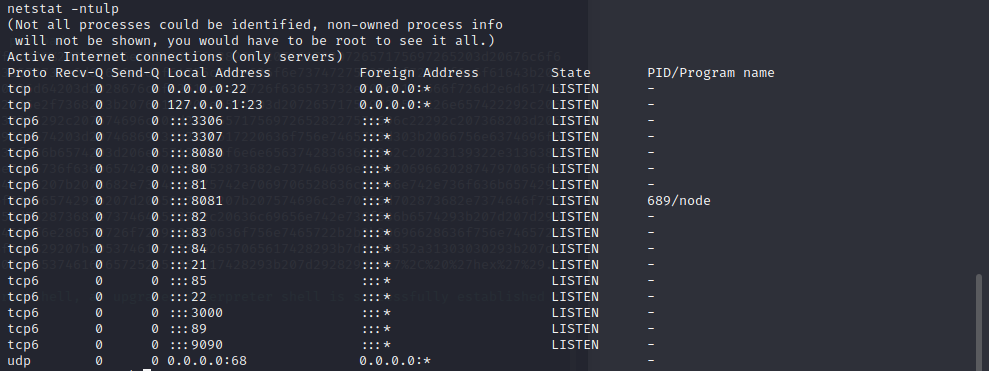 netstat -ntulp
(Not all processes could be identified, non-owned process info
will not be shown, you would have to be root to see it all.)
Active Internet connections (only servers)
Proto Recv-Q Send-Q Local Address Foreign Address State PID/Program name
tcp 0 0 0.0.0.0:22 0.0.0.0:* LISTEN -
tcp 0 0 127.0.0.1:23 0.0.0.0:* LISTEN -
tcp6 0 0 :::3306 :::* LISTEN -
tcp6 0 0 :::3307 :::* LISTEN -
tcp6 0 0 :::8080 :::* LISTEN -
tcp6 0 0 :::80 :::* LISTEN -
tcp6 0 0 :::81 :::* LISTEN -
tcp6 0 0 :::8081 :::* LISTEN 689/node
tcp6 0 0 :::82 :::* LISTEN -
tcp6 0 0 :::83 :::* LISTEN -
tcp6 0 0 :::84 :::* LISTEN -
tcp6 0 0 :::21 :::* LISTEN -
tcp6 0 0 :::85 :::* LISTEN -
tcp6 0 0 :::22 :::* LISTEN -
tcp6 0 0 :::3000 :::* LISTEN -
tcp6 0 0 :::89 :::* LISTEN -
tcp6 0 0 :::9090 :::* LISTEN -
udp 0 0 0.0.0.0:68 0.0.0.0:* -